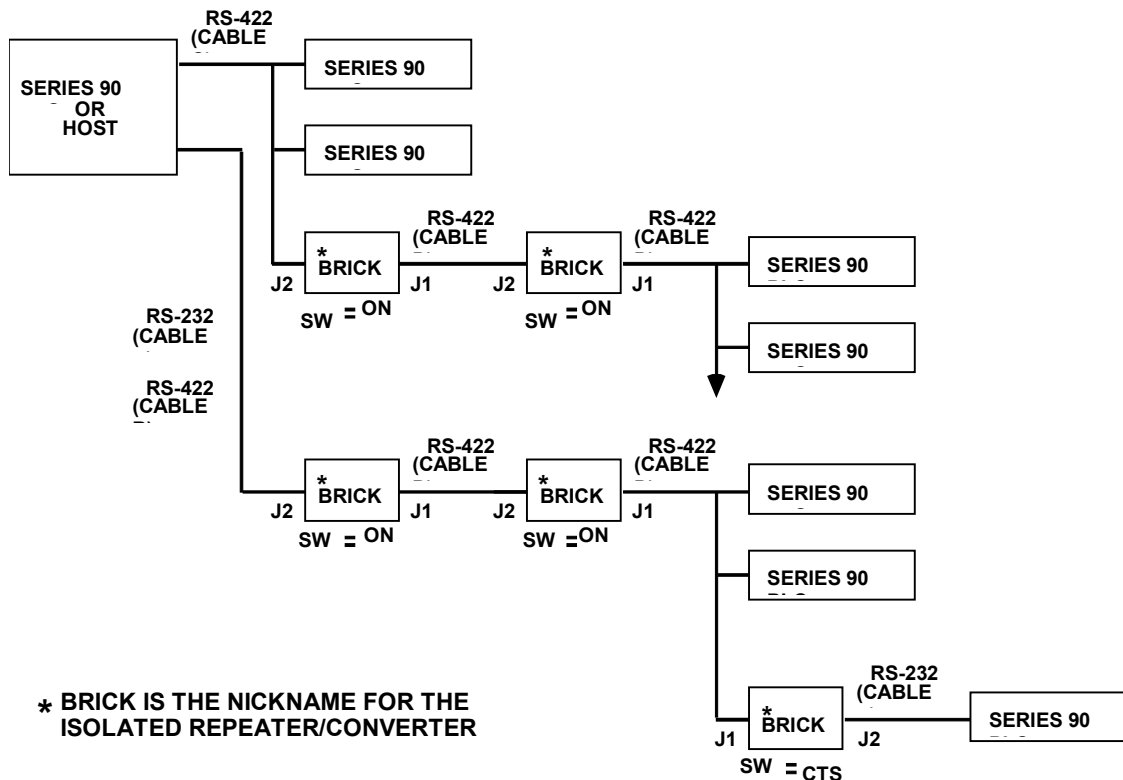 RS-422
(CABLE
SERIES 90
OR
HOST
SERIES 90
SERIES 90
RS-422
(CABLE
RS-422
(CABLE
*
BRICK
*
BRICK
SERIES 90
J2
J1
J2
J1
SW = ON
SW = ON
RS-232
(CABLE
SERIES 90
RS-422
(CABLE
RS-422
(CABLE
RS-422
(CABLE
*
BRICK
*
BRICK
SERIES 90
J2
J1
J2
J1
SW = ON
SW = ON
SERIES 90
RS-232
(CABLE
* BRICK IS THE NICKNAME FOR THE
ISOLATED REPEATER/CONVERTER
*
BRICK
SERIES 90
J1
J2
SW = CTS